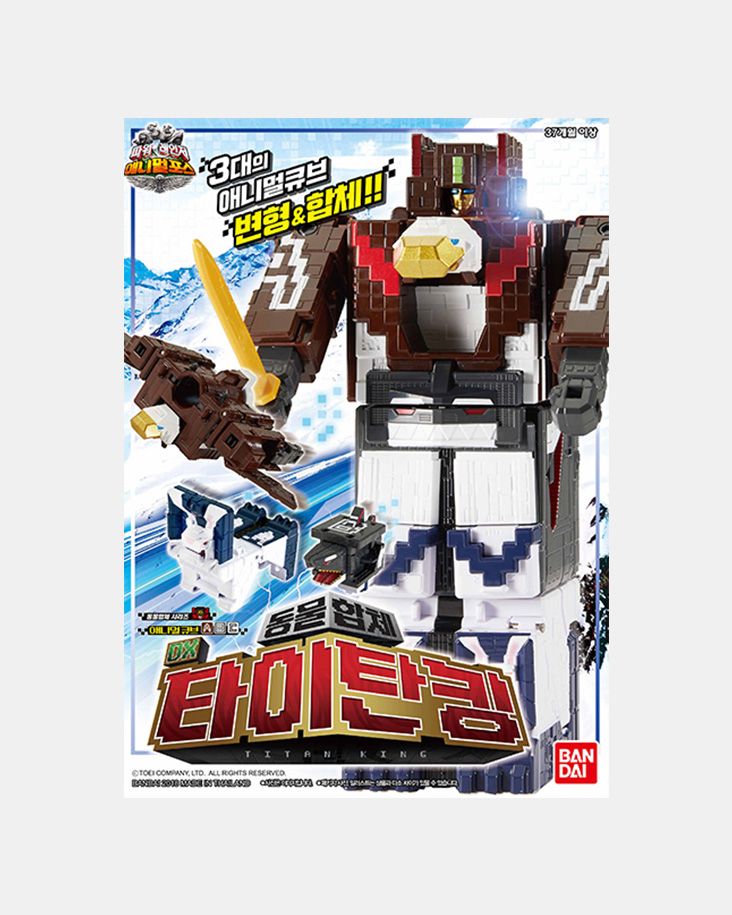 37개월 이상
파워레인저
애니멀포스
3대의
애니멀큐브
변형&합체!!
동물합체 시리즈
애니멀큐브
동물합체
DX
타이탄킹
TITAN KING
BAN
DAI
©TOEI COMPANY, LTD. ALL RIGHTS RESERVED.
BANDAI 2018 MADE IN THAILAND